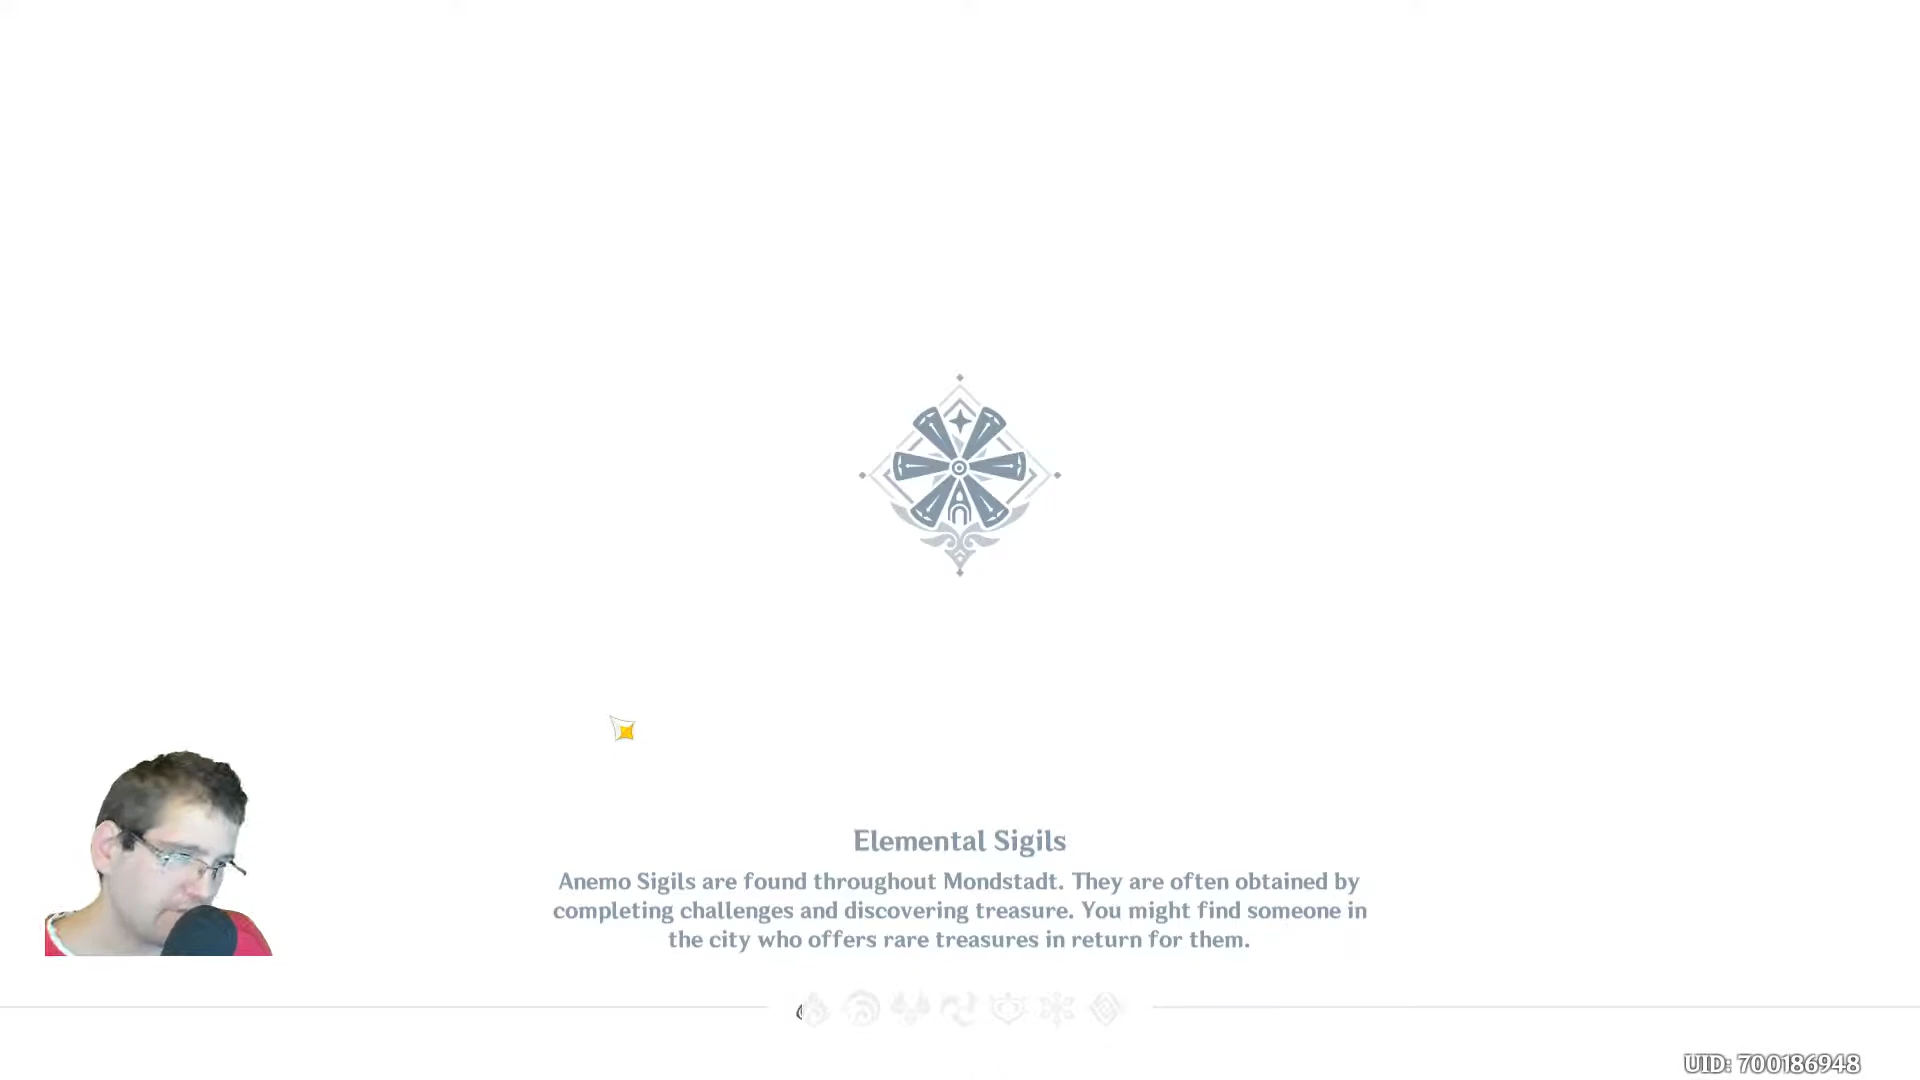 Elemental Sigils
Anemo Sigils are found throughout Mondstadt. They are often obtained by
completing challenges and discovering treasure. You might find someone in
the city who offers rare treasures in return for them.
UID: 700186948